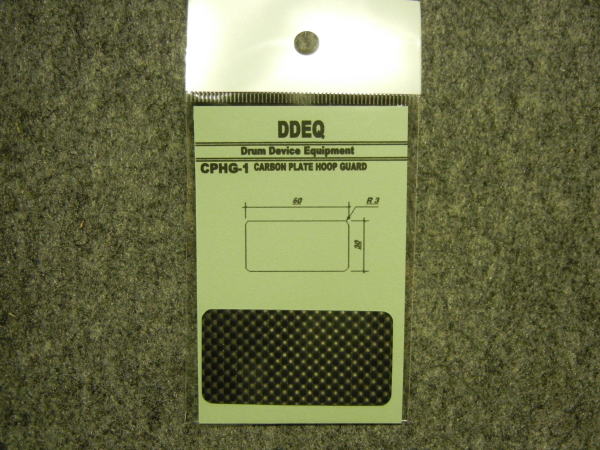 DDEQ
Drum Device Equipment
CPHG-1 CARBON PLATE HOOP GUARD
60
R 3
30